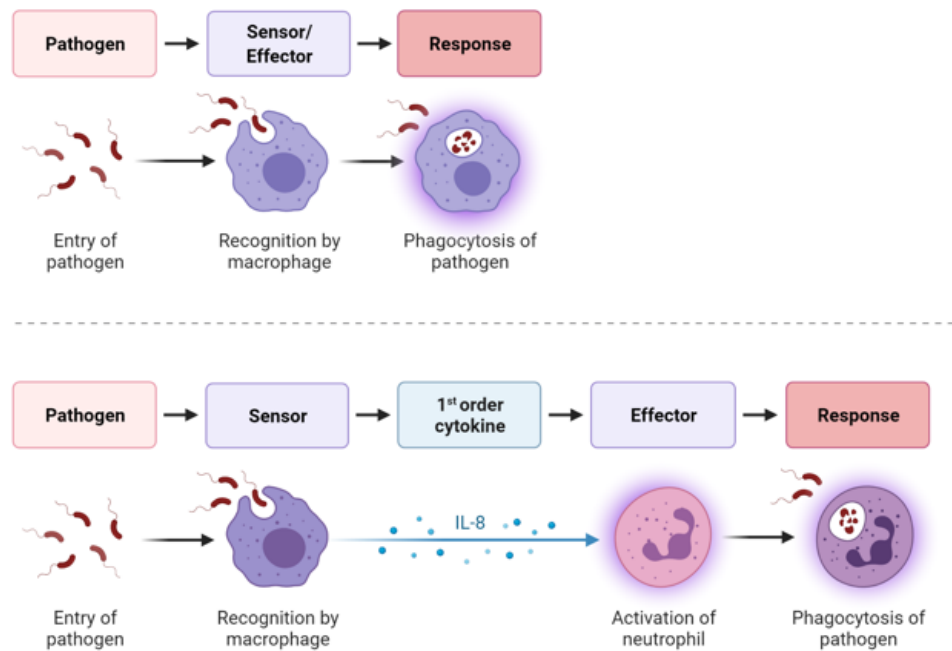 Pathogen
Sensor/
Effector
Response
Entry of
pathogen
Recognition by
macrophage
Phagocytosis of
pathogen
Pathogen
Sensor
1st order
cytokine
Effector
Response
IL-8
Entry of
pathogen
Recognition by
macrophage
Activation of
neutrophil
Phagocytosis of
pathogen